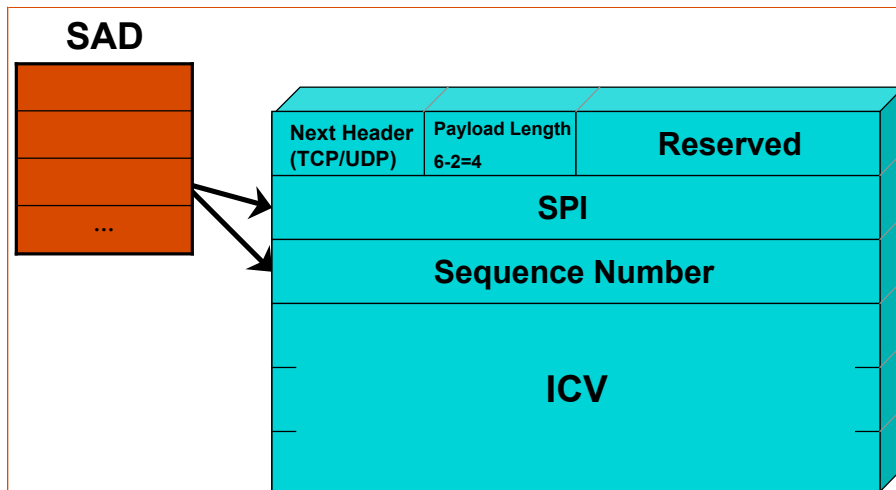 SAD
...
Next Header
(TCP/UDP)
Payload Length
6-2=4
Reserved
SPI
Sequence Number
ICV